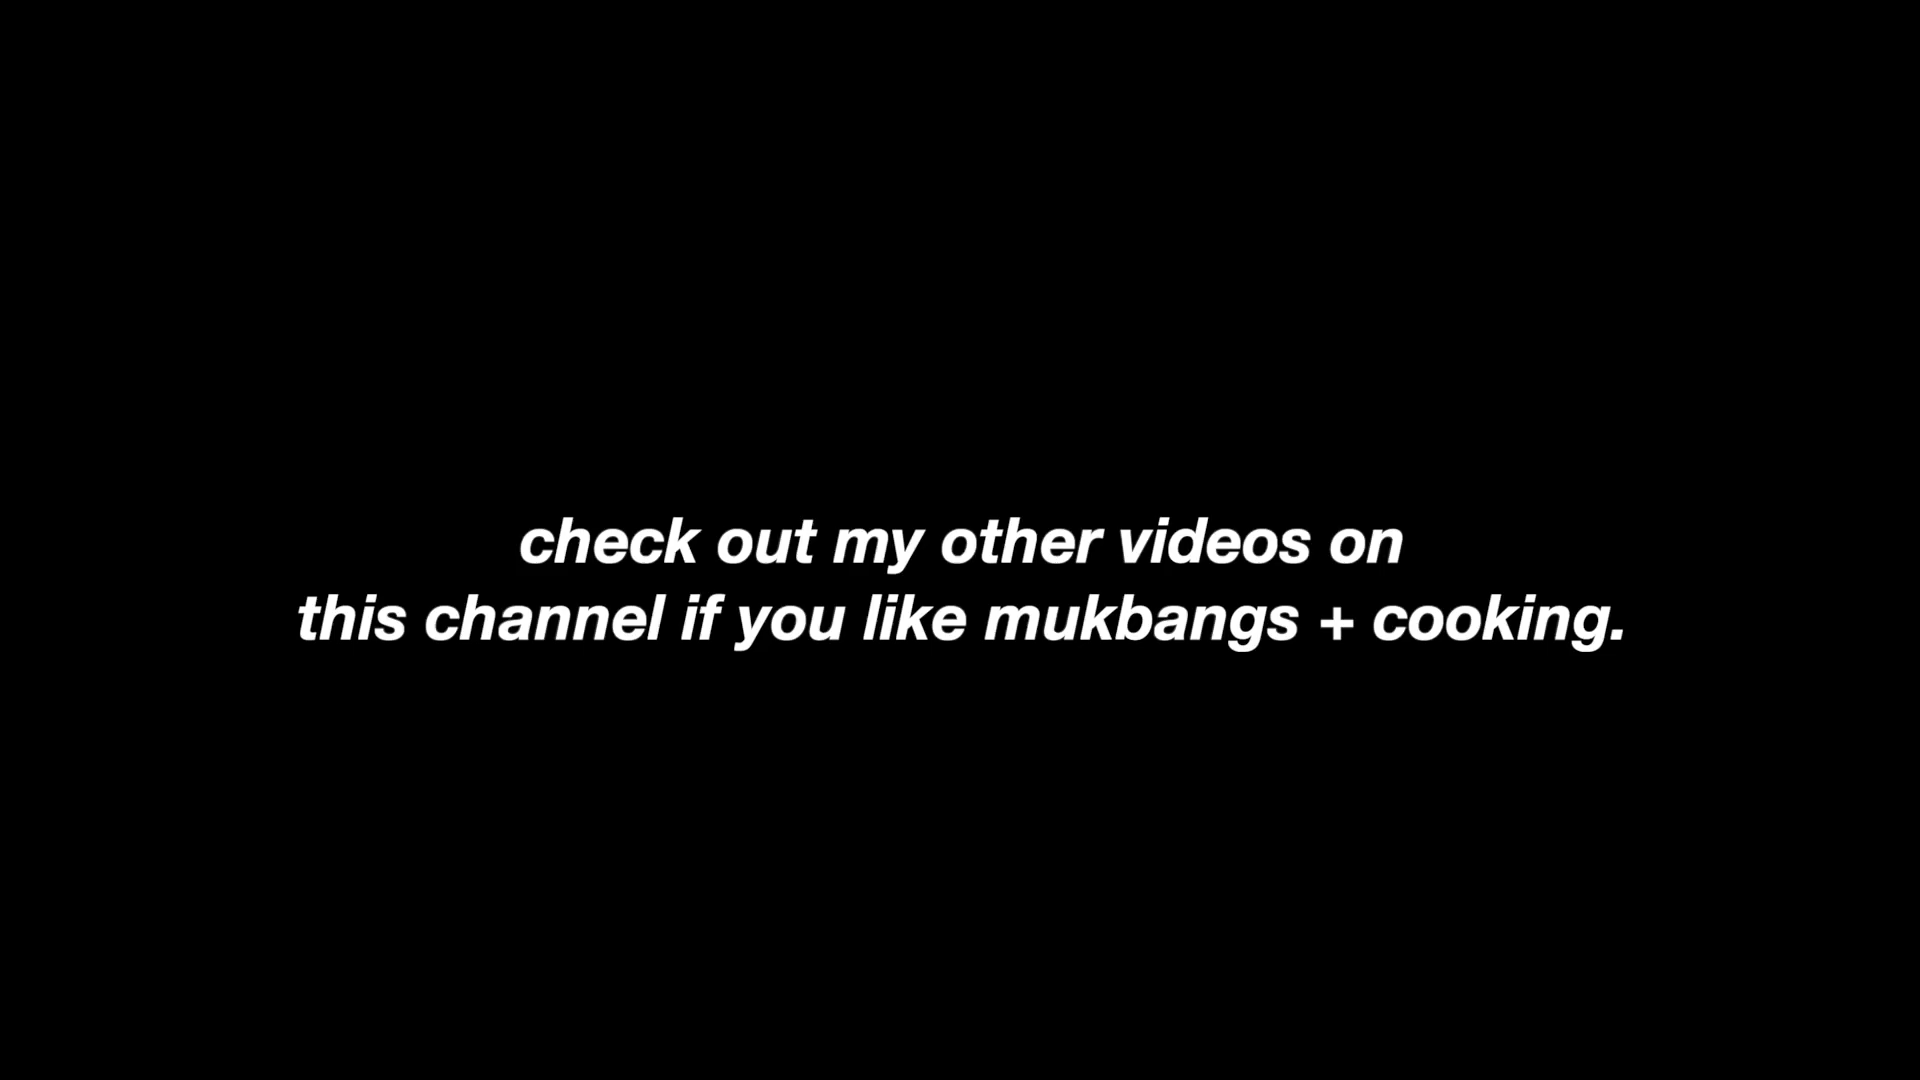 check out my other videos on
this channel if you like mukbangs + cooking.